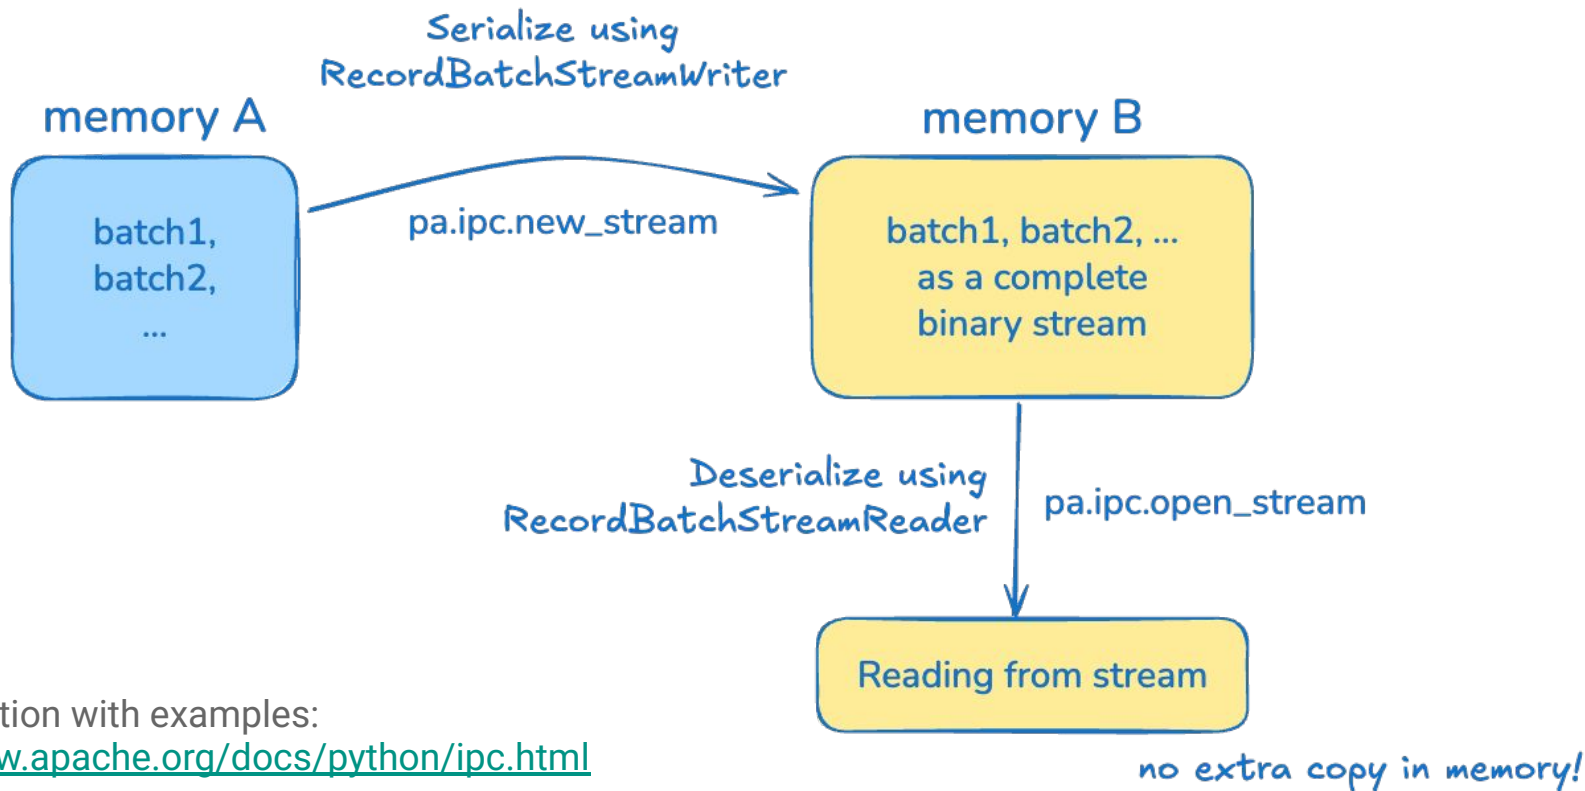 Serialize using
RecordBatchStreamWriter
memory A
memory B
batch1,
batch2,
...
pa.ipc.new_stream
batch1, batch2, ...
as a complete
binary stream
Deserialize using
RecordBatchStreamReader
pa.ipc.open_stream
Reading from stream
tion with examples:
w.apache.org/docs/python/ipc.html
no extra copy in memory!